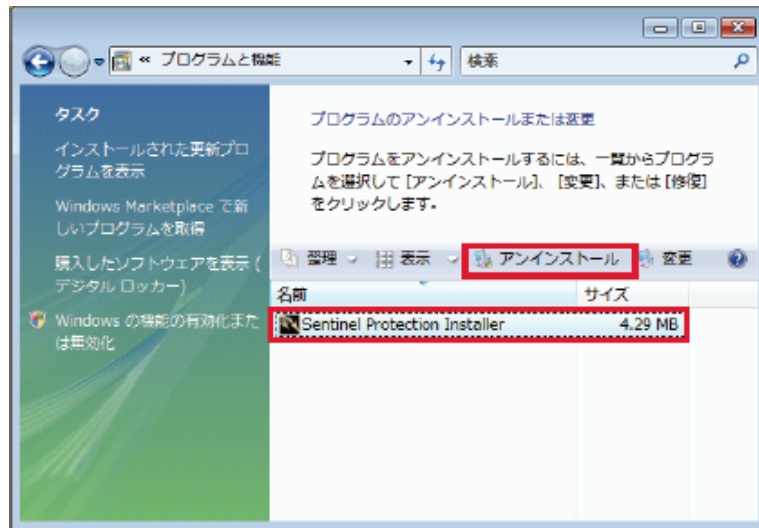 « プログラムと機能
検索
タスク
インストールされた更新プロ
グラムを表示
Windows Marketplace で新
しいプログラムを取得
購入したソフトウェアを表示 (
デジタル ロッカー)
Windows の機能の有効化また
は無効化
プログラムのアンインストールまたは変更
プログラムをアンインストールするには、一覧からプログラ
ムを選択して [アンインストール]、[変更]、または [修復]
をクリックします。
整理 表示 アンインストール 変更
名前 サイズ
Sentinel Protection Installer 4.29 MB